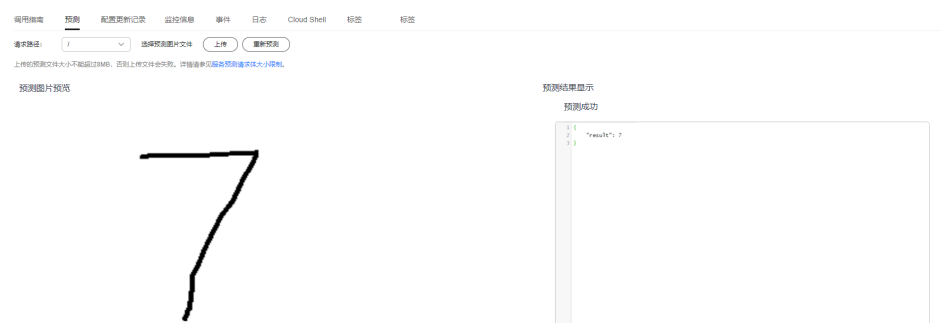 调用指南 预测 配置更新记录 监控信息 事件 日志 Cloud Shell 标签 标签
请求路径: / 选择预测图片文件 上传 重新预测
上传的预测文件大小不能超过8MB，否则上传文件会失败。详情请参见服务预测请求体大小限制。
预测图片预览
7
预测结果显示
预测成功
1 {
2 "result": 7
3 }